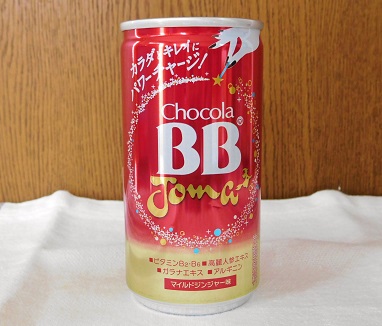 カラダ・キレイに
パワーチャージ!
Chocola
BB®
Joma
■ビタミンB2・B6 ■高麗人参エキス
■ガラナエキス ■アルギニン
マイルドジンジャー味